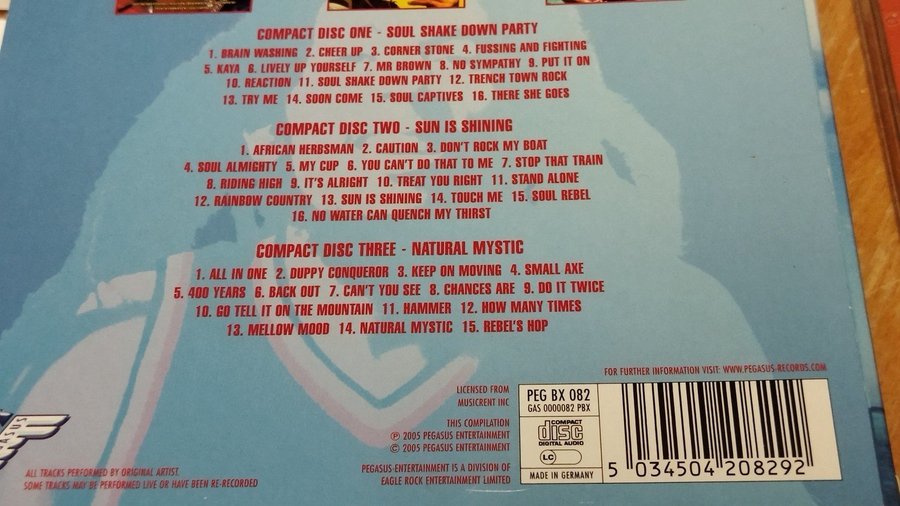 COMPACT DISC ONE - SOUL SHAKE DOWN PARTY
1. BRAIN WASHING 2. CHEER UP 3. CORNER STONE 4. FUSSING AND FIGHTING
5. KAYA 6. LIVELY UP YOURSELF 7. MR BROWN 8. NO SYMPATHY 9. PUT IT ON
10. REACTION 11. SOUL SHAKE DOWN PARTY 12. TRENCH TOWN ROCK
13. TRY ME 14. SOON COME 15. SOUL CAPTIVES 16. THERE SHE GOES
COMPACT DISC TWO - SUN IS SHINING
1. AFRICAN HERBSMAN 2. CAUTION 3. DON'T ROCK MY BOAT
4. SOUL ALMIGHTY 5. MY CUP 6. YOU CAN'T DO THAT TO ME 7. STOP THAT TRAIN
8. RIDING HIGH 9. IT'S ALRIGHT 10. TREAT YOU RIGHT 11. STAND ALONE
12. RAINBOW COUNTRY 13. SUN IS SHINING 14. TOUCH ME 15. SOUL REBEL
16. NO WATER CAN QUENCH MY THIRST
COMPACT DISC THREE - NATURAL MYSTIC
1. ALL IN ONE 2. DUPPY CONQUEROR 3. KEEP ON MOVING 4. SMALL AXE
5. 400 YEARS 6. BACK OUT 7. CAN'T YOU SEE 8. CHANCES ARE 9. DO IT TWICE
10. GO TELL IT ON THE MOUNTAIN 11. HAMMER 12. HOW MANY TIMES
13. MELLOW MOOD 14. NATURAL MYSTIC 15. REBEL'S HOP
FOR FURTHER INFORMATION VISIT: WWW.PEGASUS-RECORDS.COM
LICENSED FROM
MUSICRENT INC
THIS COMPILATION
℗ 2005 PEGASUS ENTERTAINMENT
© 2005 PEGASUS ENTERTAINMENT
PEGASUS-ENTERTAINMENT IS A DIVISION OF
EAGLE ROCK ENTERTAINMENT LIMITED
PEG BX 082
GAS 0000082 PBX
COMPACT
disc
DIGITAL AUDIO
LC
MADE IN GERMANY
5 034504 208292
ALL TRACKS PERFORMED BY ORIGINAL ARTIST.
SOME TRACKS MAY BE PERFORMED LIVE OR HAVE BEEN RE-RECORDED